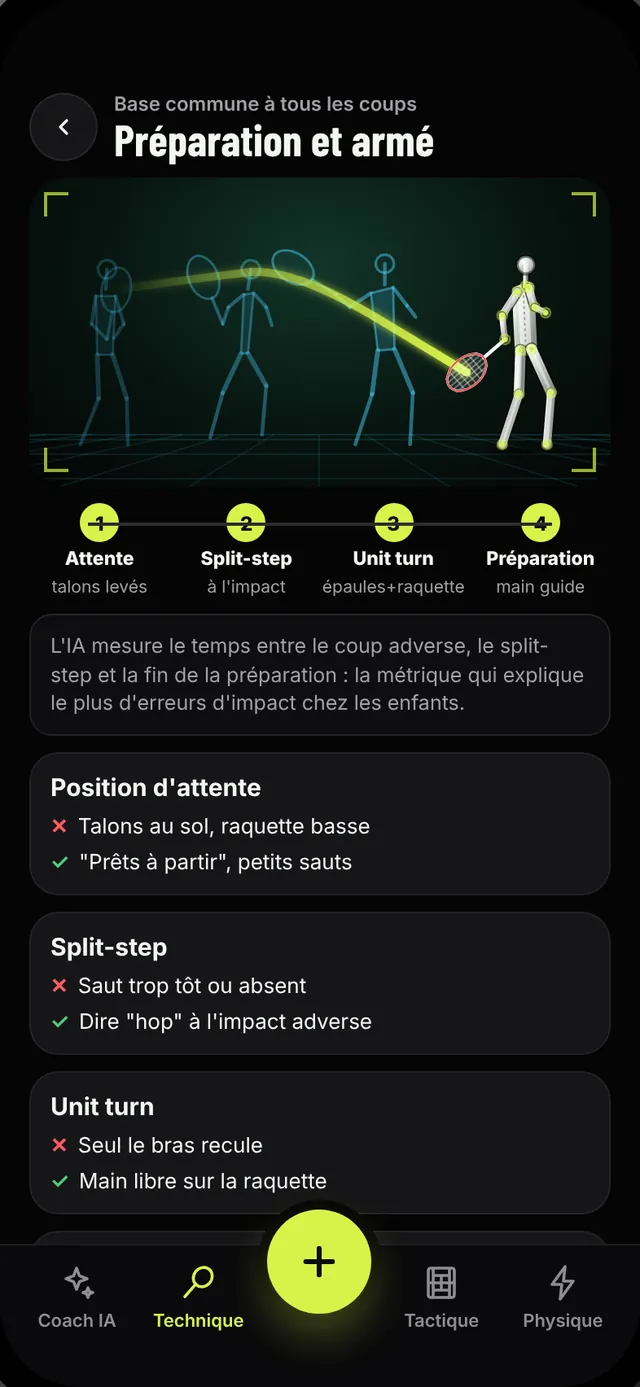 Base commune à tous les coups
Préparation et armé
1 2 3 4
Attente Split-step Unit turn Préparation
talons levés à l'impact épaules+raquette main guide
L'IA mesure le temps entre le coup adverse, le split-
step et la fin de la préparation : la métrique qui explique
le plus d'erreurs d'impact chez les enfants.
Position d'attente
✕ Talons au sol, raquette basse
✓ "Prêts à partir", petits sauts
Split-step
✕ Saut trop tôt ou absent
✓ Dire "hop" à l'impact adverse
Unit turn
✕ Seul le bras recule
✓ Main libre sur la raquette
+
Coach IA Technique Tactique Physique